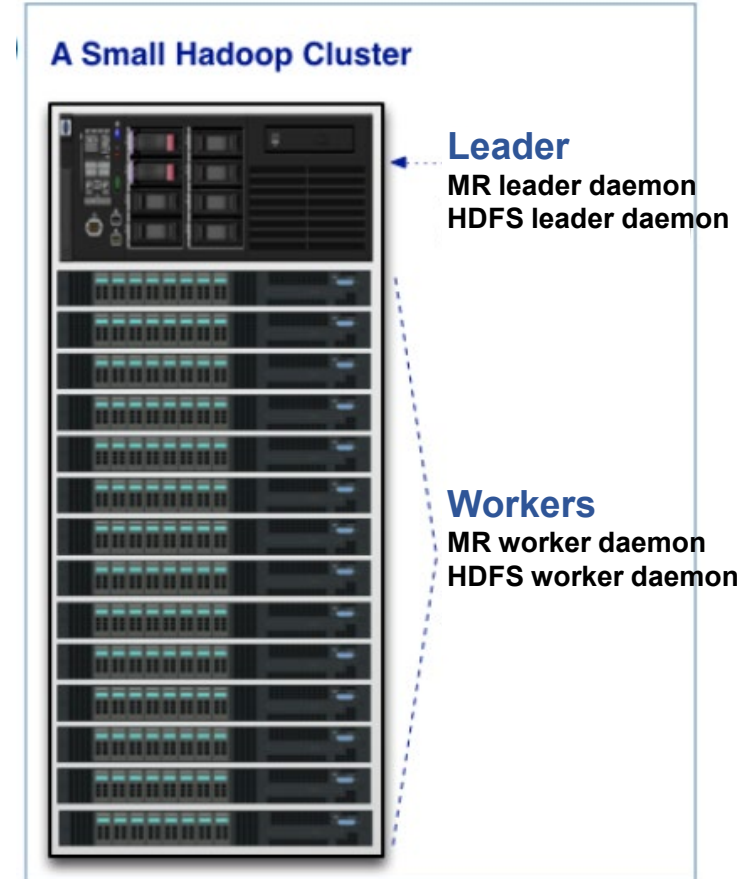 A Small Hadoop Cluster
Leader
MR leader daemon
HDFS leader daemon
Workers
MR worker daemon
HDFS worker daemon